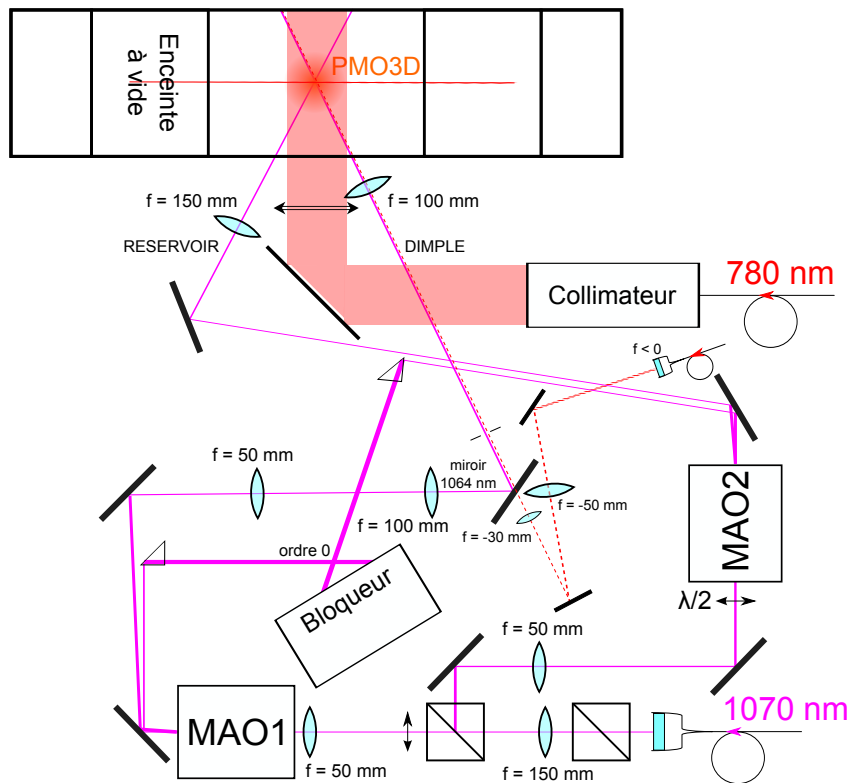 Enceinte
à vide
PMO3D
f = 150 mm
f = 100 mm
RESERVOIR
DIMPLE
780 nm
Collimateur
f < 0
f = 50 mm
miroir
1064 nm
f = 100 mm
f = -50 mm
f = -30 mm
MAO2
ordre 0
Bloqueur
λ/2
f = 50 mm
1070 nm
MAO1
f = 50 mm
f = 150 mm